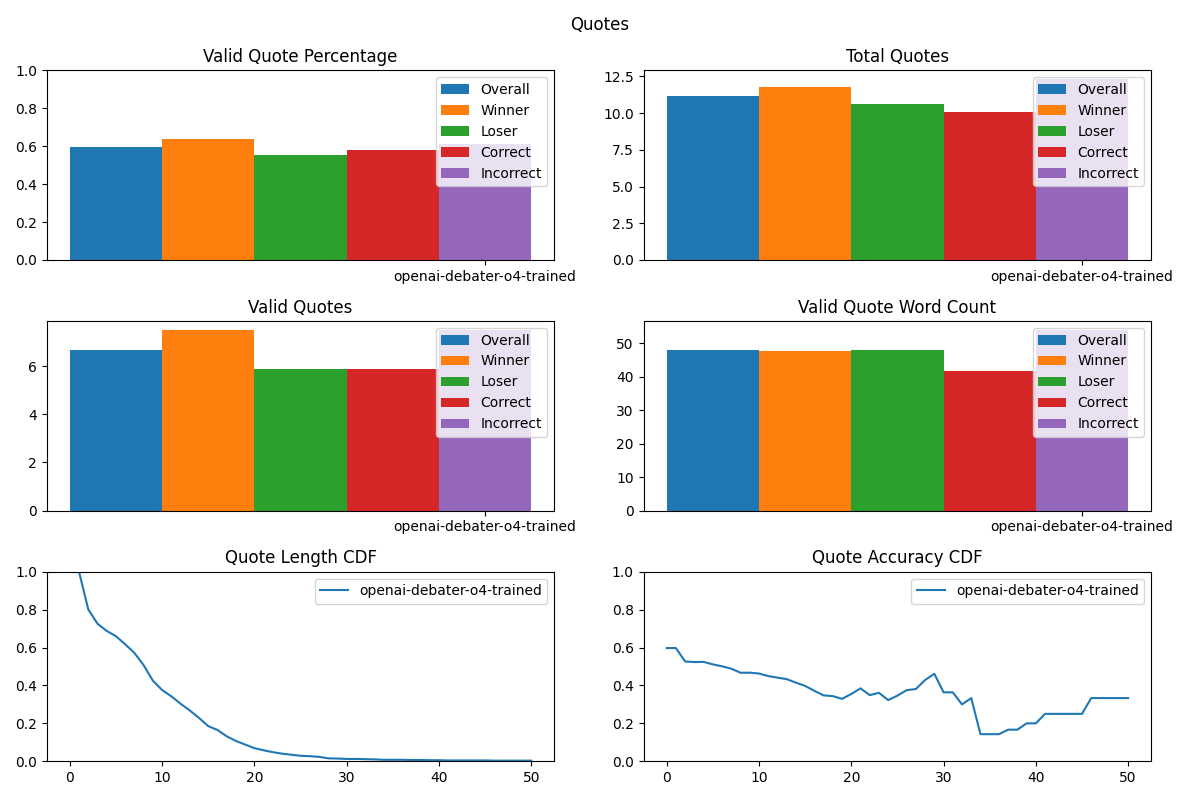 Quotes
Valid Quote Percentage
1.0
0.8
0.6
0.4
0.2
0.0
Overall
Winner
Loser
Correct
Incorrect
openai-debater-o4-trained
Total Quotes
12.5
10.0
7.5
5.0
2.5
0.0
Overall
Winner
Loser
Correct
Incorrect
openai-debater-o4-trained
Valid Quotes
6
4
2
0
Overall
Winner
Loser
Correct
Incorrect
openai-debater-o4-trained
Valid Quote Word Count
50
40
30
20
10
0
Overall
Winner
Loser
Correct
Incorrect
openai-debater-o4-trained
Quote Length CDF
1.0
0.8
0.6
0.4
0.2
0.0
openai-debater-o4-trained
0 10 20 30 40 50
Quote Accuracy CDF
1.0
0.8
0.6
0.4
0.2
0.0
openai-debater-o4-trained
0 10 20 30 40 50